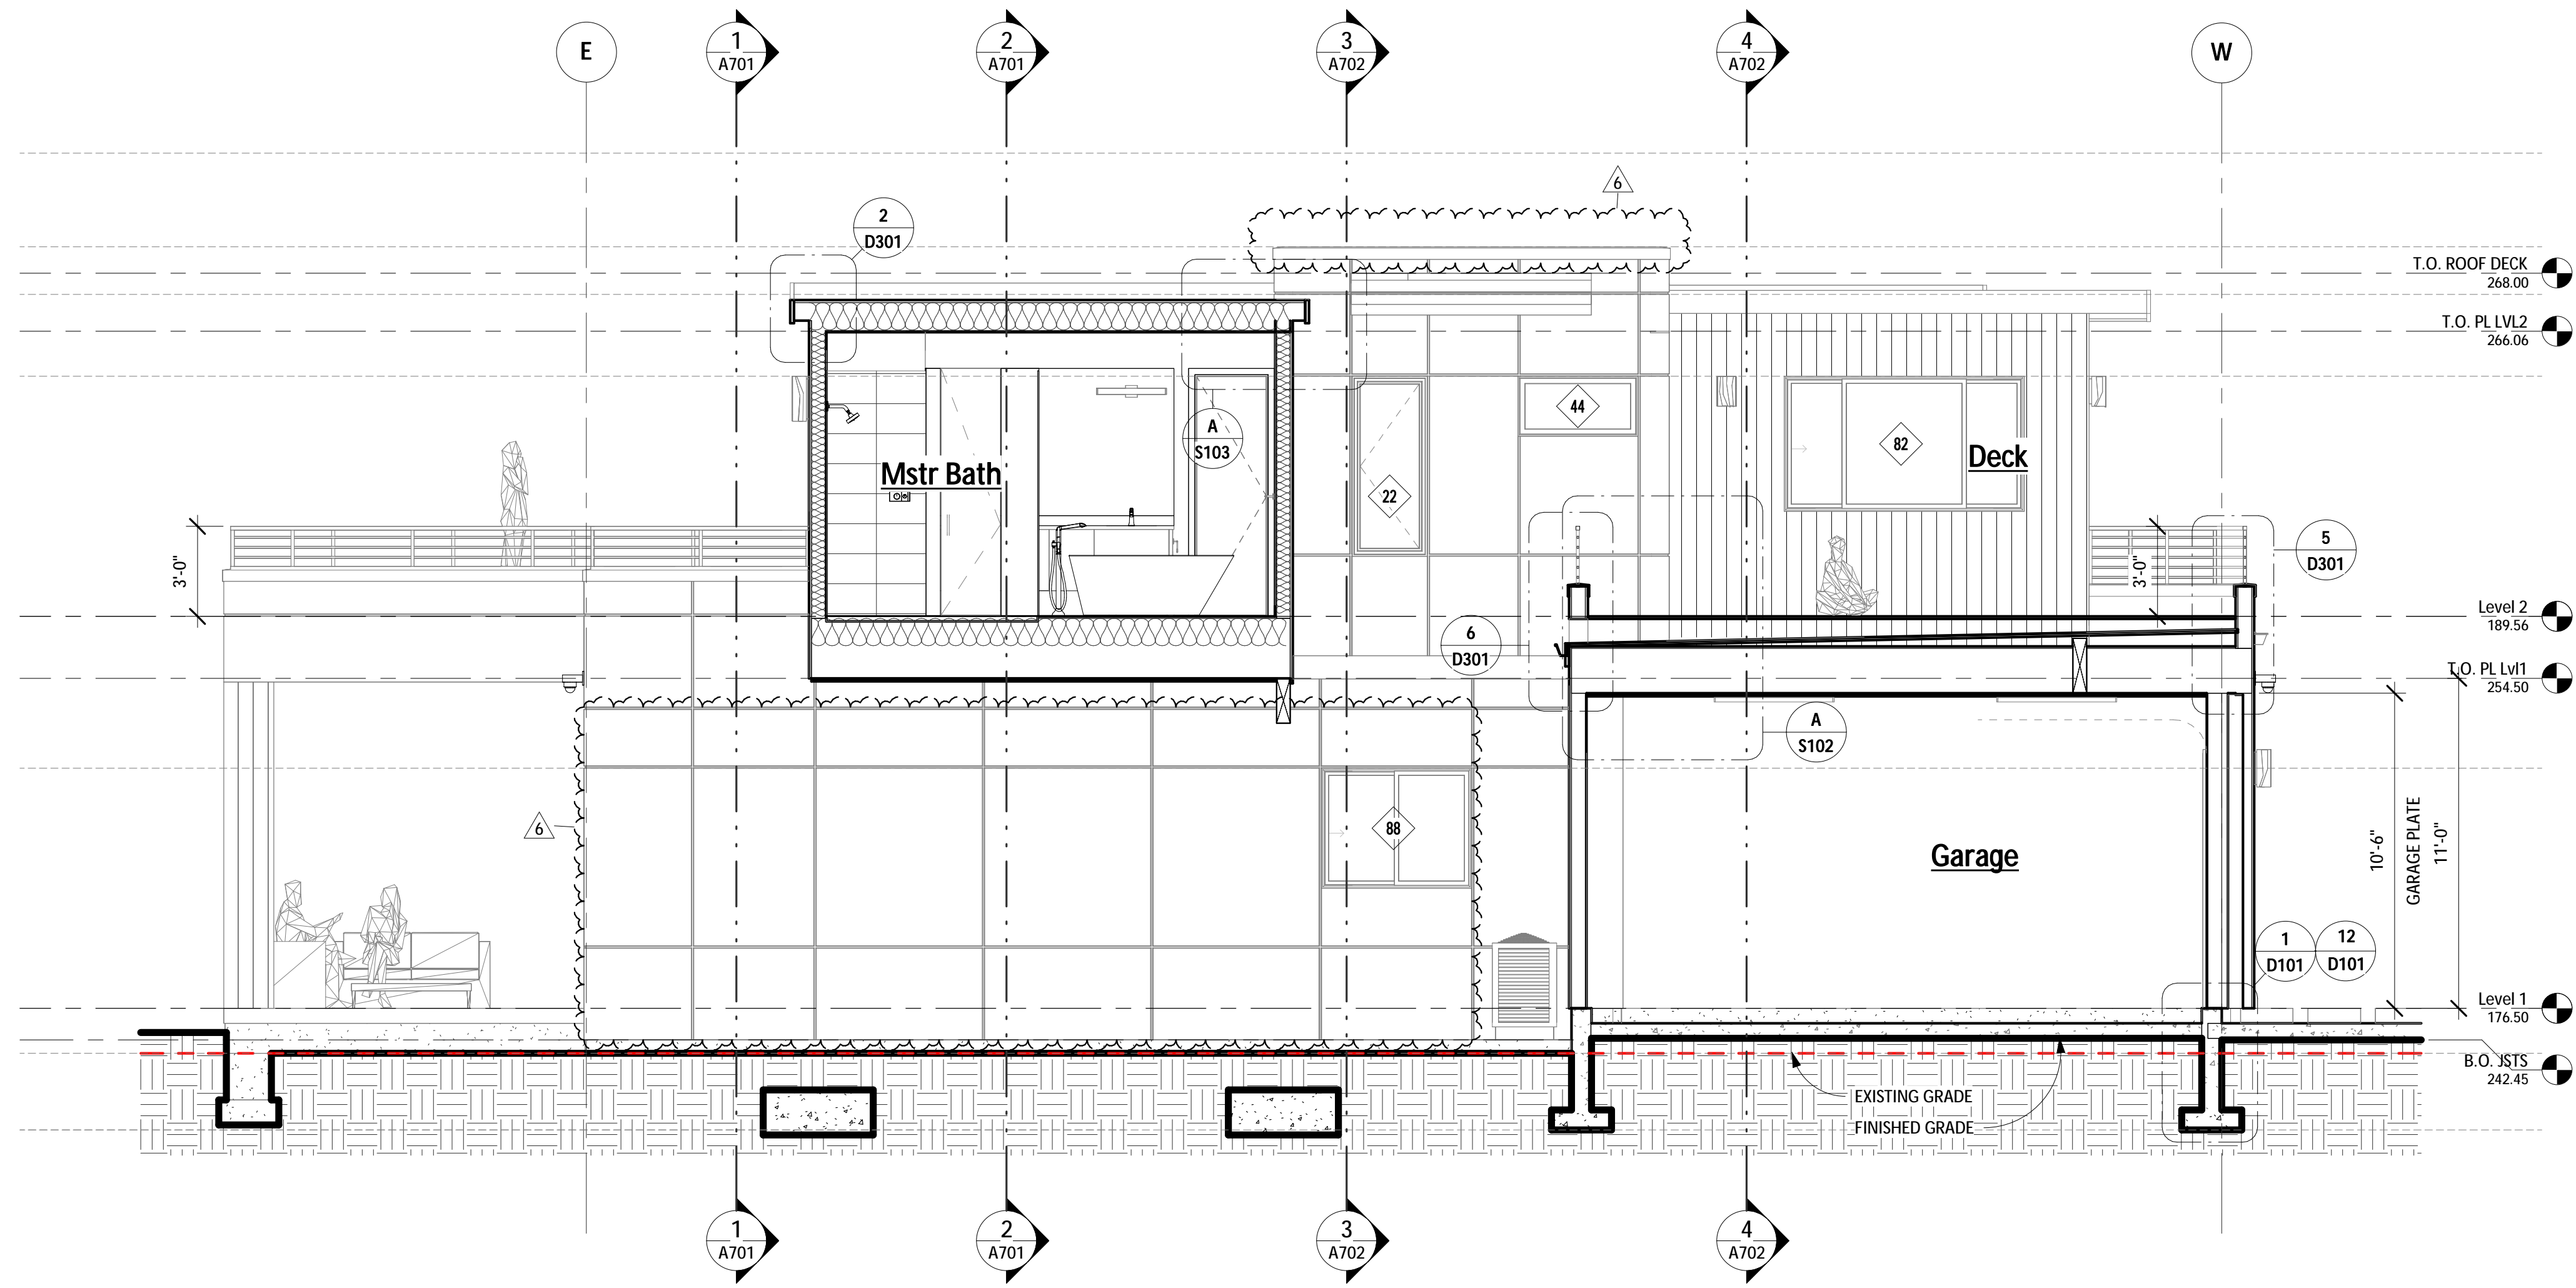 E
1
A701
2
A701
3
A702
4
A702
W
6
2
D301
T.O. ROOF DECK
268.00
T.O. PL LVL2
266.06
A
S103
44
82
Deck
Mstr Bath
22
5
D301
3'-0"
3'-0"
Level 2
189.56
6
D301
T.O. PL Lvl1
254.50
A
S102
6
88
Garage
10'-6"
GARAGE PLATE
11'-0"
1
D101
12
D101
Level 1
176.50
B.O. JSTS
242.45
EXISTING GRADE
FINISHED GRADE
1
A701
2
A701
3
A702
4
A702